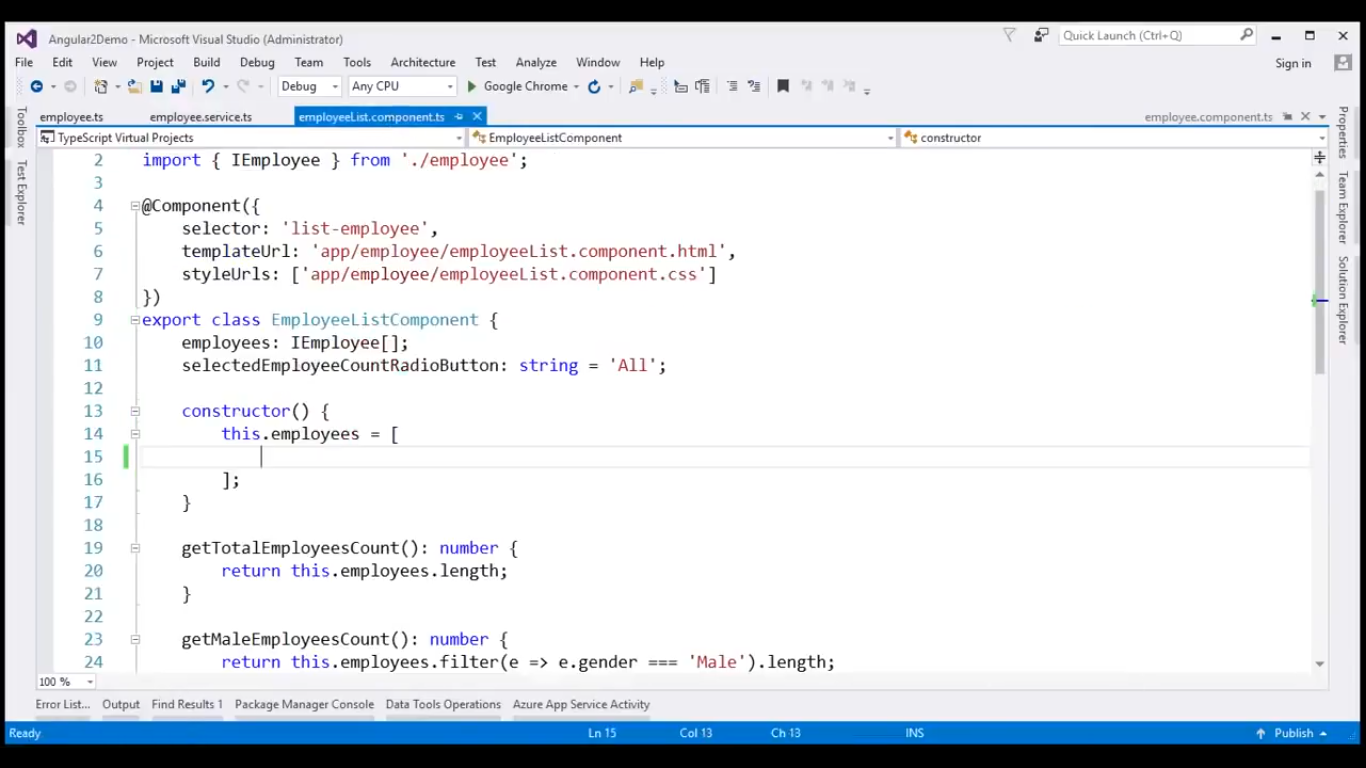 Angular2Demo - Microsoft Visual Studio (Administrator)
Quick Launch (Ctrl+Q)
File Edit View Project Build Debug Team Tools Architecture Test Analyze Window Help
Sign in
Debug Any CPU Google Chrome
employee.ts employee.service.ts employeeList.component.ts employee.component.ts
TypeScript Virtual Projects EmployeeListComponent constructor
Toolbox
Test Explorer
2 import { IEmployee } from './employee';
3
4 @Component({
5 selector: 'list-employee',
6 templateUrl: 'app/employee/employeeList.component.html',
7 styleUrls: ['app/employee/employeeList.component.css']
8 })
9 export class EmployeeListComponent {
10 employees: IEmployee[];
11 selectedEmployeeCountRadioButton: string = 'All';
12
13 constructor() {
14 this.employees = [
15
16 ];
17 }
18
19 getTotalEmployeesCount(): number {
20 return this.employees.length;
21 }
22
23 getMaleEmployeesCount(): number {
24 return this.employees.filter(e => e.gender === 'Male').length;
Properties
Team Explorer
Solution Explorer
100 %
Error List... Output Find Results 1 Package Manager Console Data Tools Operations Azure App Service Activity
Ready Ln 15 Col 13 Ch 13 INS Publish